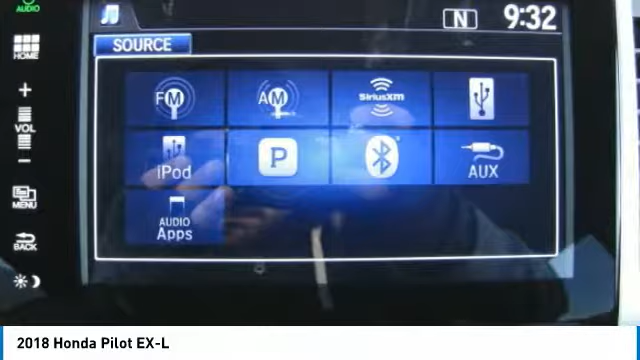 AUDIO
N 9:32
HOME
SOURCE
FM AM SiriusXM
+
VOL
-
iPod P AUX
MENU
AUDIO
Apps
BACK
2018 Honda Pilot EX-L